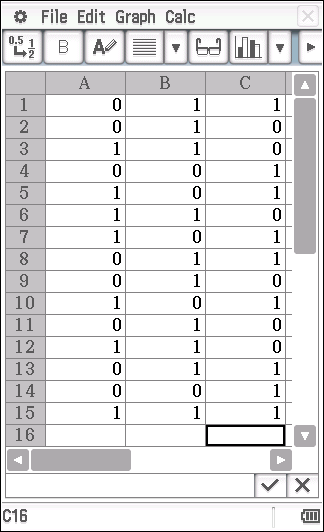 File Edit Graph Calc
0.5 1 2 B A
A B C
1 0 1 1
2 0 1 0
3 1 1 0
4 0 0 1
5 1 0 1
6 1 1 0
7 1 0 1
8 0 1 1
9 0 1 0
10 1 0 1
11 0 1 0
12 1 1 0
13 0 1 1
14 0 0 1
15 1 1 1
16
C16